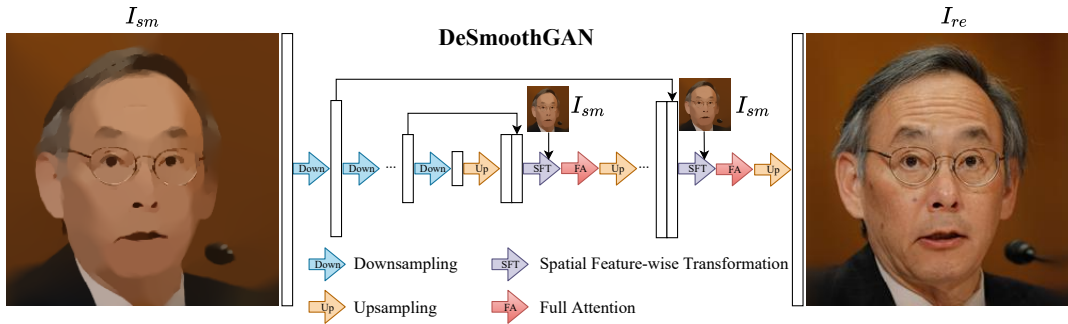 I_sm
I_re
DeSmoothGAN
I_sm
I_sm
Down
Down
...
Down
Up
SFT
FA
Up
...
SFT
FA
Up
Down Downsampling
SFT Spatial Feature-wise Transformation
Up Upsampling
FA Full Attention